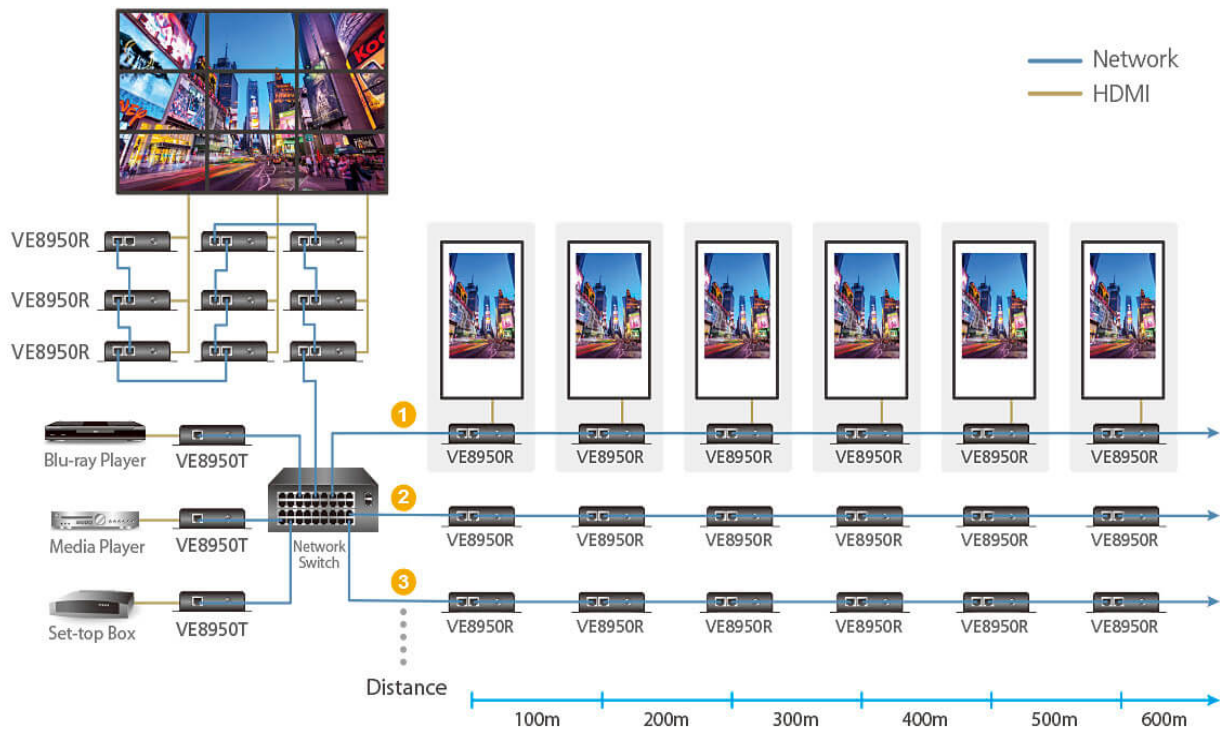 Network
HDMI
Kod
VE8950R
VE8950R
VE8950R
1
VE8950R VE8950R VE8950R VE8950R VE8950R VE8950R
Blu-ray Player
VE8950T
2
Media Player
VE8950T
Network
Switch
VE8950R VE8950R VE8950R VE8950R VE8950R VE8950R
3
Set-top Box
VE8950T
VE8950R VE8950R VE8950R VE8950R VE8950R VE8950R
Distance
100m 200m 300m 400m 500m 600m